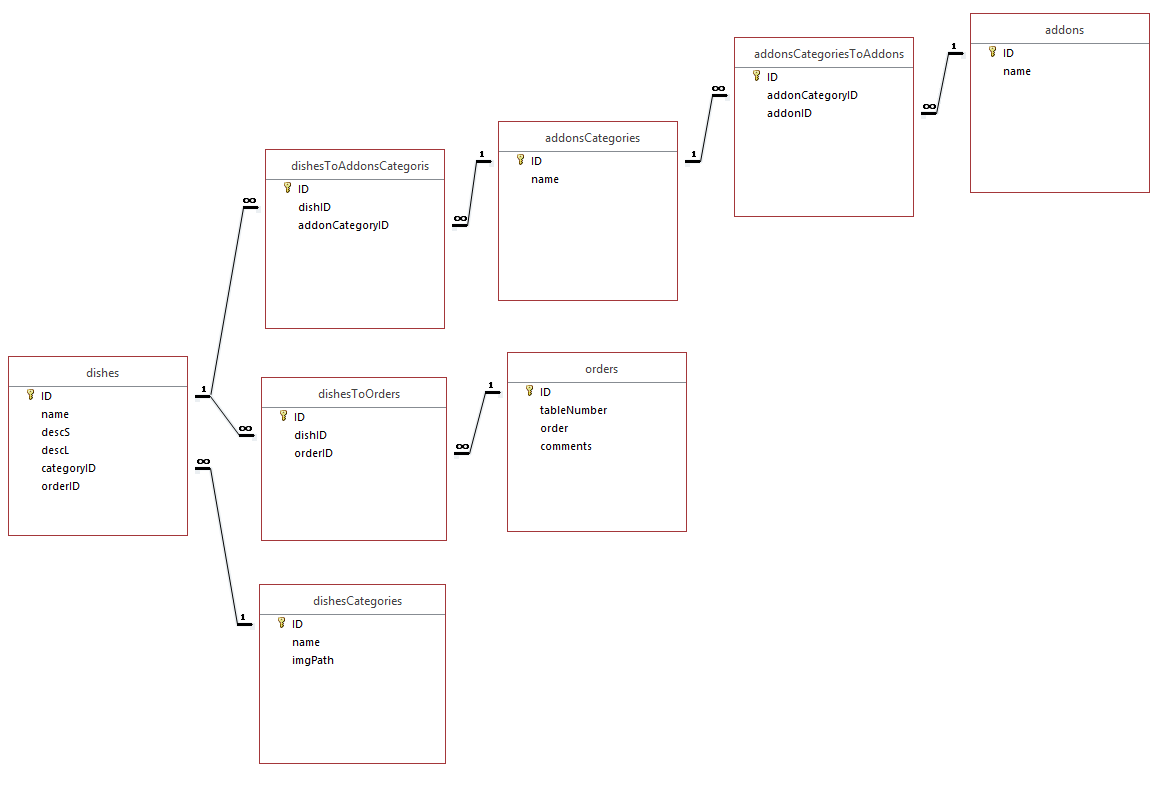 addons
ID
name
addonsCategoriesToAddons
ID
addonCategoryID
addonID
1
∞
∞
1
addonsCategories
ID
name
1
∞
dishesToAddonsCategoris
ID
dishID
addonCategoryID
∞
1
dishes
ID
name
descS
descL
categoryID
orderID
∞
∞
dishesToOrders
ID
dishID
orderID
1
∞
orders
ID
tableNumber
order
comments
1
dishesCategories
ID
name
imgPath